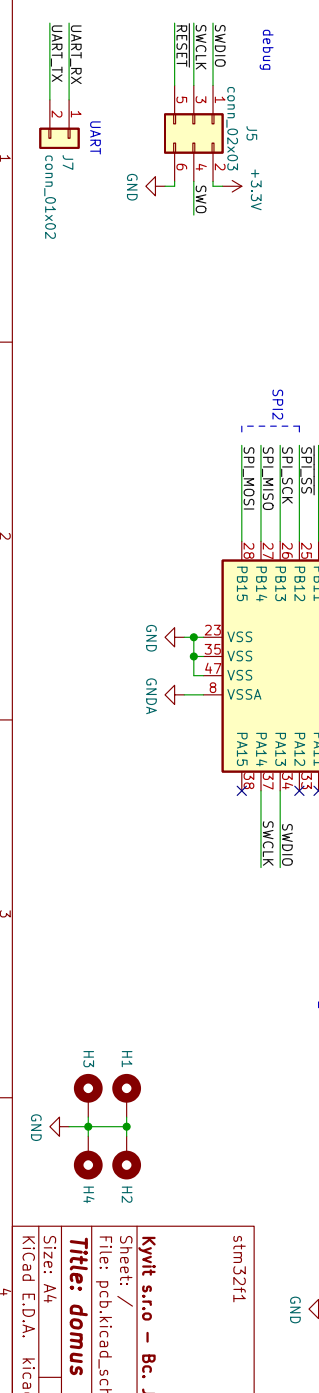 debug
J5
conn_02x03
SWDIO 1 2 +3.3V
SWCLK 3 4 SWO
RESET 5 6
GND
UART
J7
UART_RX 1
UART_TX 2
conn_01x02
SPI2
SPI_SS 25 PB12
SPI_SCK 26 PB13
SPI_MISO 27 PB14
SPI_MOSI 28 PB15
VSS 23
VSS 35
VSS 47
VSSA 8
GND
GNDA
PA12 33
PA13 34 SWDIO
PA14 37 SWCLK
PA15 38
H1 H2
H3 H4
GND
GND
stm32f1
Kyvit s.r.o – Bc.
Sheet: /
File: pcb.kicad_sch
Title: domus
Size: A4
KiCad E.D.A.
1 2 3 4